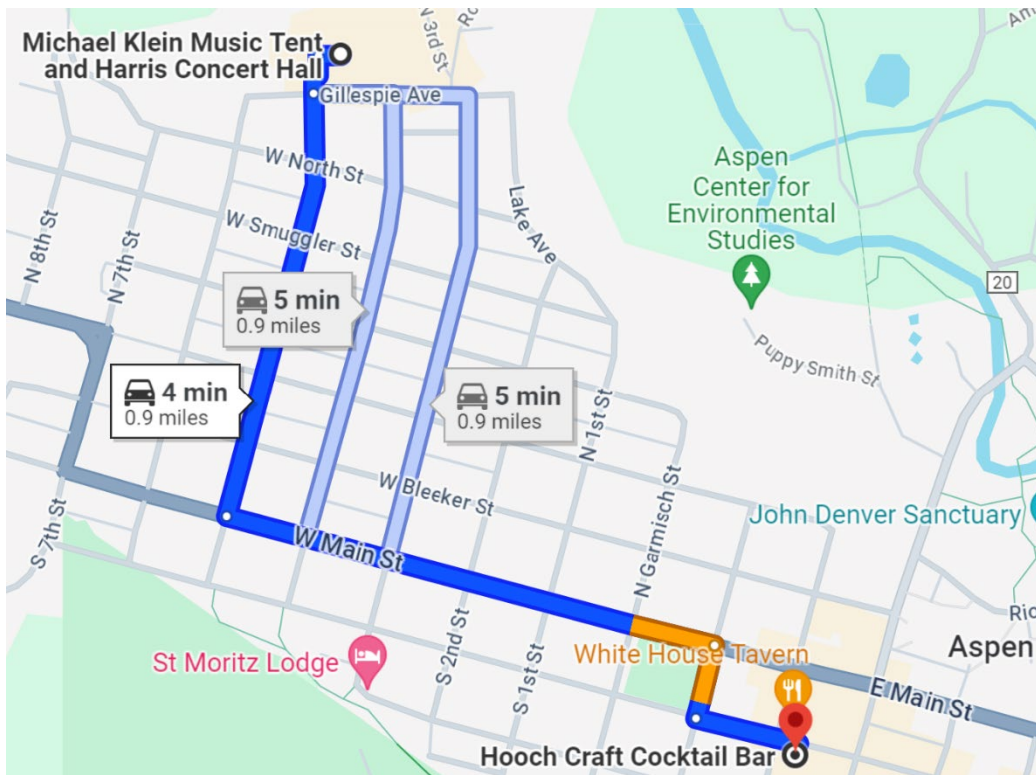 Michael Klein Music Tent
and Harris Concert Hall
N 3rd St
Gillespie Ave
W North St
Aspen
Center for
Environmental
Studies
Lake Ave
N 8th St
N 7th St
W Smuggler St
20
5 min
0.9 miles
Puppy Smith St
4 min
0.9 miles
5 min
0.9 miles
N 1st St
W Bleeker St
N Garmisch St
John Denver Sanctuary
S 7th St
W Main St
St Moritz Lodge
S 2nd St
S 1st St
White House Tavern
Aspen
E Main St
Hooch Craft Cocktail Bar